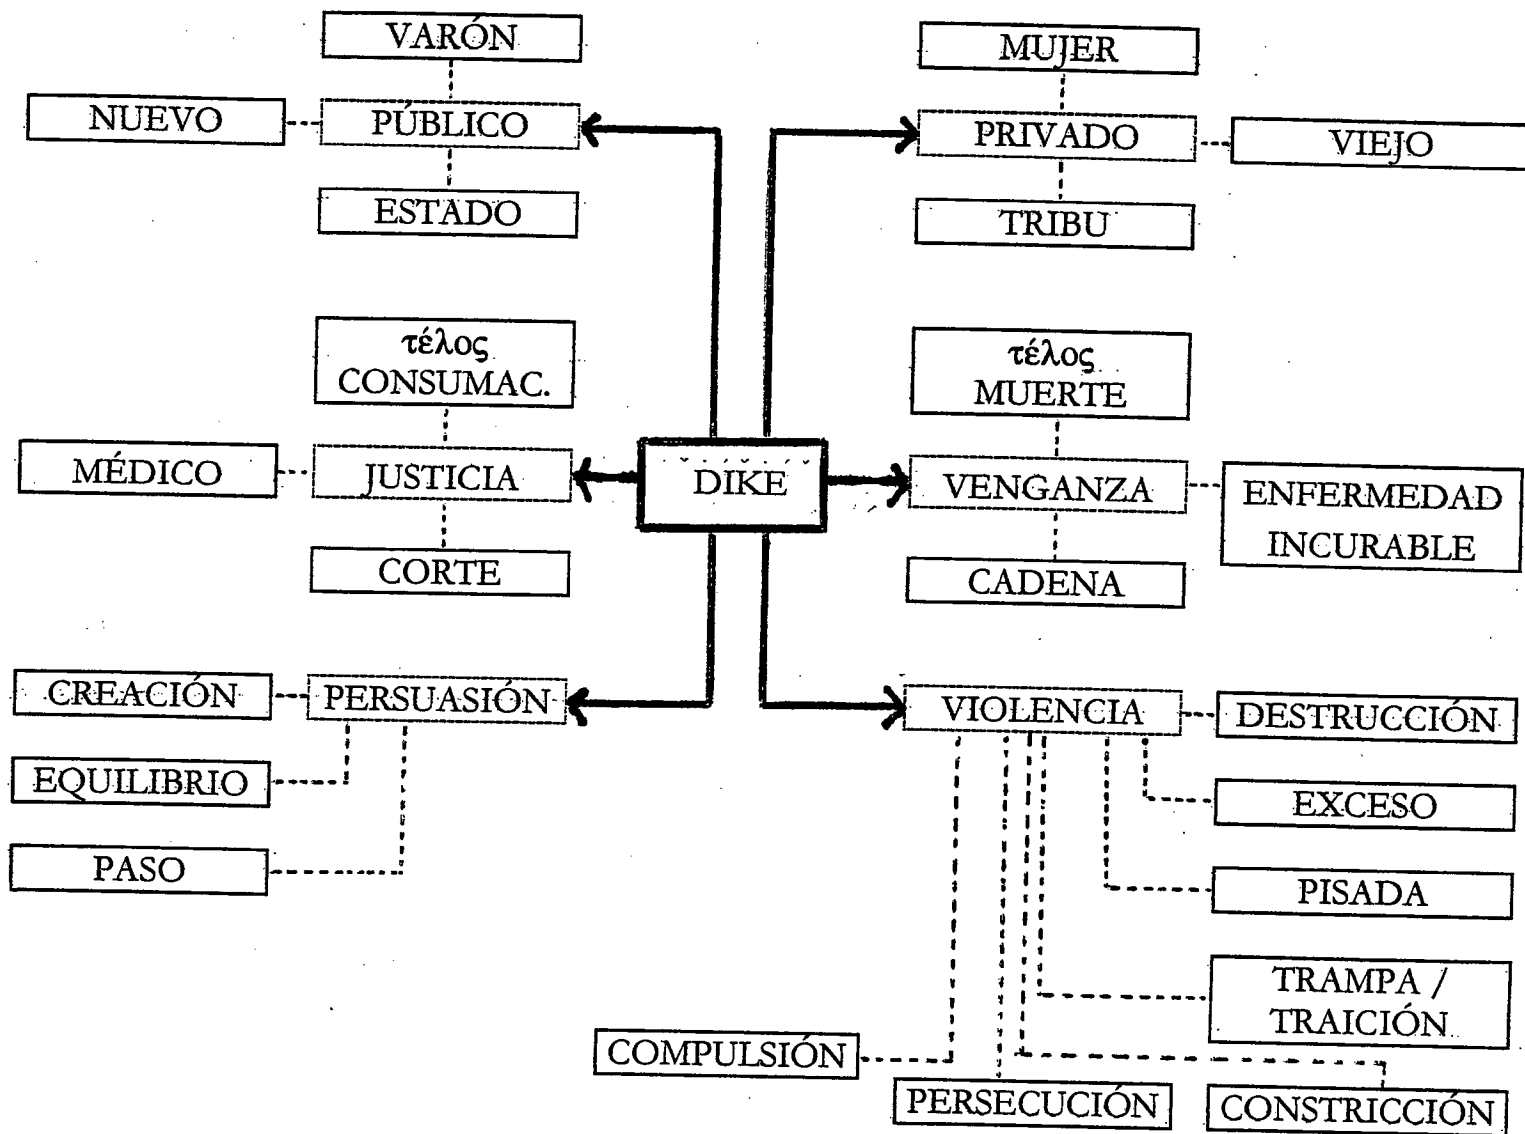 VARÓN
MUJER
NUEVO
PÚBLICO
PRIVADO
VIEJO
ESTADO
TRIBU
τέλος
CONSUMAC.
τέλος
MUERTE
MÉDICO
JUSTICIA
DIKE
VENGANZA
ENFERMEDAD
INCURABLE
CORTE
CADENA
CREACIÓN
PERSUASIÓN
VIOLENCIA
DESTRUCCIÓN
EQUILIBRIO
EXCESO
PASO
PISADA
TRAMPA /
TRAICIÓN
COMPULSIÓN
PERSECUCIÓN
CONSTRICCIÓN